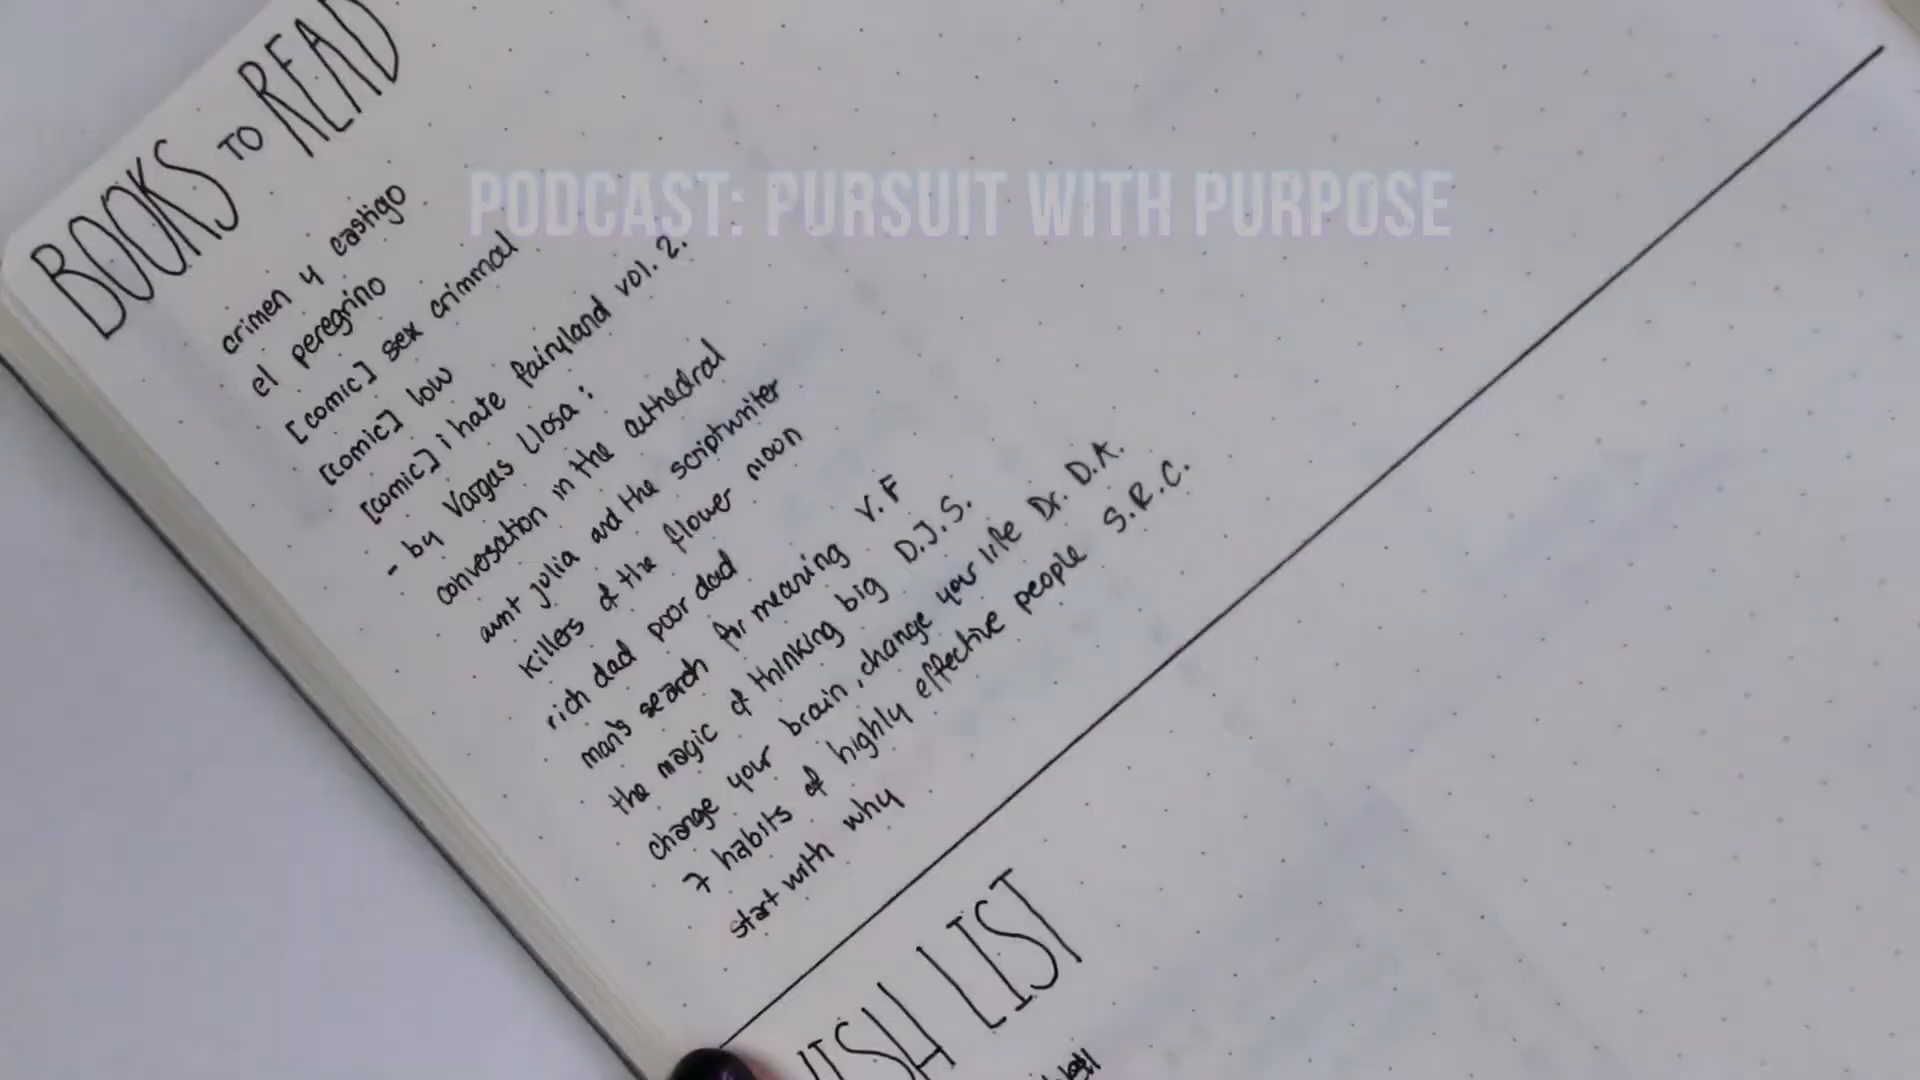 BOOKS TO READ
PODCAST: PURSUIT WITH PURPOSE
crimen y castigo
el peregrino
[comic] sex criminal
[comic] low
[comic] i hate fairyland vol. 2.
- by Vargas Llosa:
convesation in the cathedral
aunt julia and the scriptwriter
killers of the flower moon
rich dad poor dad
man's search for meaning V.F
the magic of thinking big D.J.S.
change your brain, change your life Dr. D.A.
7 habits of highly effective people S.R.C.
start with why
LIST